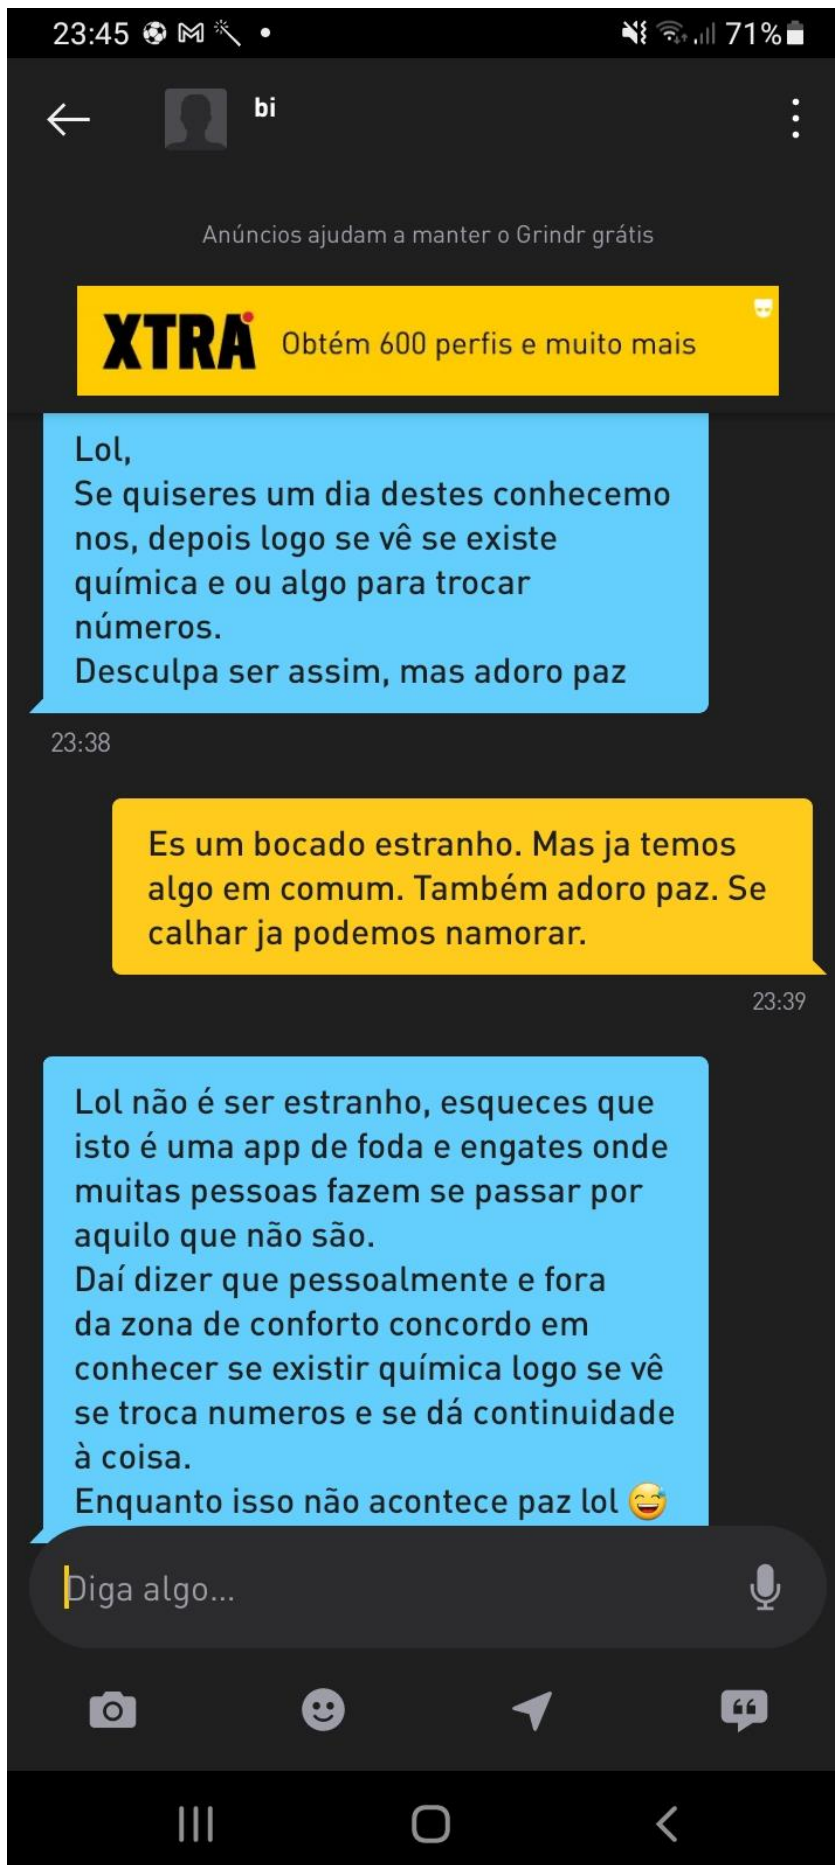 23:45
71%
bi
Anúncios ajudam a manter o Grindr grátis
XTRA Obtém 600 perfis e muito mais
Lol,
Se quiseres um dia destes conhecemo
nos, depois logo se vê se existe
química e ou algo para trocar
números.
Desculpa ser assim, mas adoro paz
23:38
Es um bocado estranho. Mas ja temos
algo em comum. Também adoro paz. Se
calhar ja podemos namorar.
23:39
Lol não é ser estranho, esqueces que
isto é uma app de foda e engates onde
muitas pessoas fazem se passar por
aquilo que não são.
Daí dizer que pessoalmente e fora
da zona de conforto concordo em
conhecer se existir química logo se vê
se troca numeros e se dá continuidade
à coisa.
Enquanto isso não acontece paz lol 😅
Diga algo...